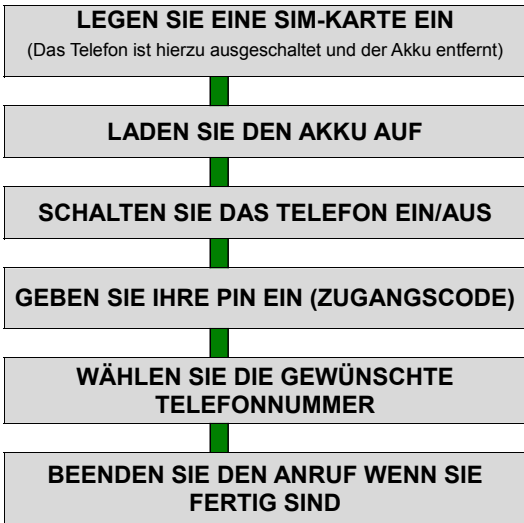 LEGEN SIE EINE SIM-KARTE EIN
(Das Telefon ist hierzu ausgeschaltet und der Akku entfernt)
LADEN SIE DEN AKKU AUF
SCHALTEN SIE DAS TELEFON EIN/AUS
GEBEN SIE IHRE PIN EIN (ZUGANGSCODE)
WÄHLEN SIE DIE GEWÜNSCHTE
TELEFONNUMMER
BEENDEN SIE DEN ANRUF WENN SIE
FERTIG SIND